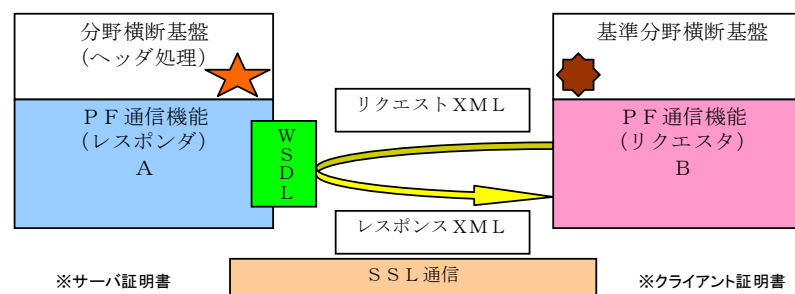 分野横断基盤
(ヘッダ処理)
ＰＦ通信機能
(レスポンダ)
Ａ
ＷＳＤＬ
リクエストＸＭＬ
レスポンスＸＭＬ
基準分野横断基盤
ＰＦ通信機能
(リクエスタ)
Ｂ
※サーバ証明書
ＳＳＬ通信
※クライアント証明書